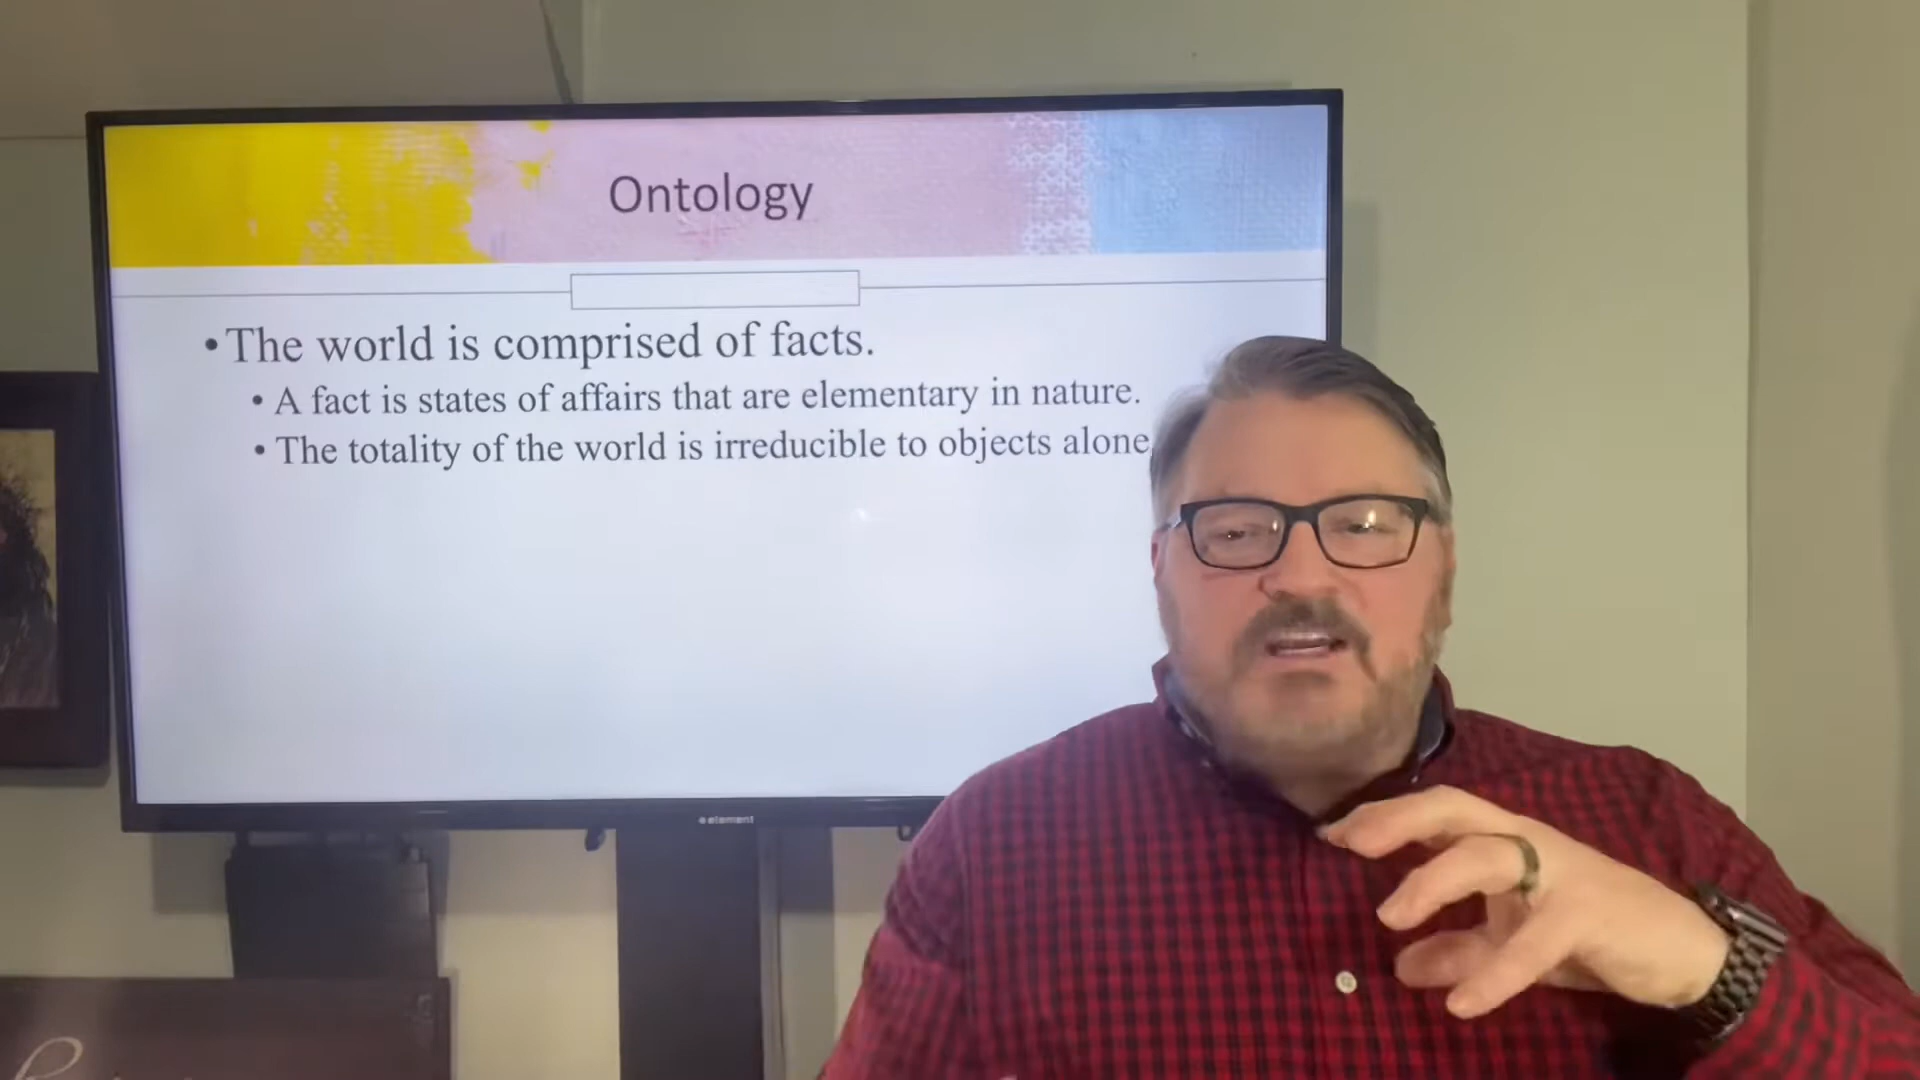 Ontology
• The world is comprised of facts.
• A fact is states of affairs that are elementary in nature.
• The totality of the world is irreducible to objects alone
element